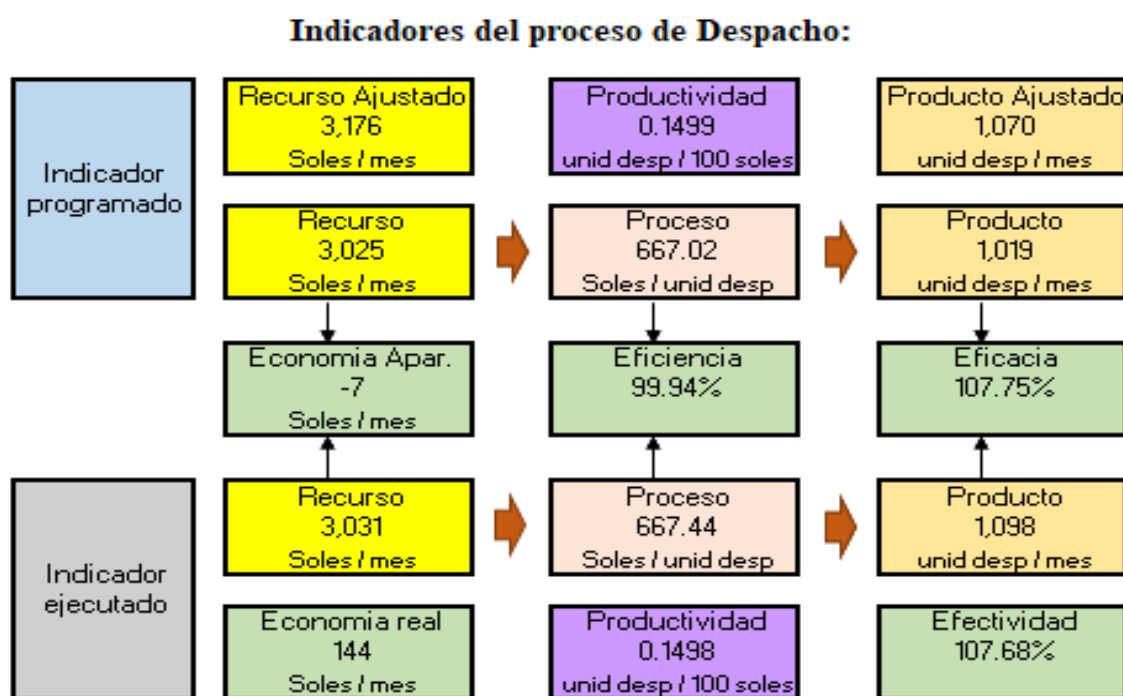 Indicadores del proceso de Despacho:
Indicador
programado
Recurso Ajustado
3,176
Soles / mes
Productividad
0.1499
unid desp / 100 soles
Producto Ajustado
1,070
unid desp / mes
Recurso
3,025
Soles / mes
Proceso
667.02
Soles / unid desp
Producto
1,019
unid desp / mes
Economia Apar.
-7
Soles / mes
Eficiencia
99.94%
Eficacia
107.75%
Indicador
ejecutado
Recurso
3,031
Soles / mes
Proceso
667.44
Soles / unid desp
Producto
1,098
unid desp / mes
Economia real
144
Soles / mes
Productividad
0.1498
unid desp / 100 soles
Efectividad
107.68%